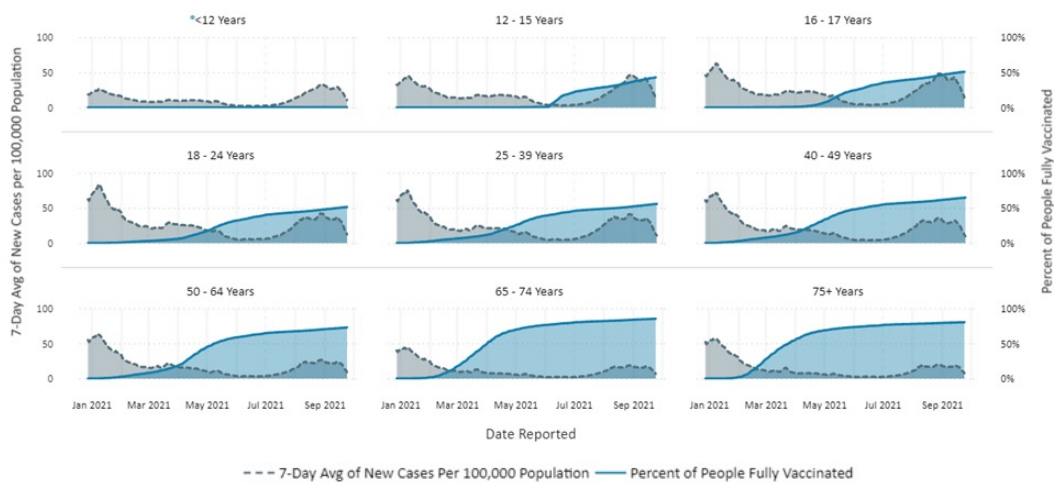 *<12 Years
12 - 15 Years
16 - 17 Years
100
50
0
100%
50%
0%
18 - 24 Years
25 - 39 Years
40 - 49 Years
100
50
0
100%
50%
0%
50 - 64 Years
65 - 74 Years
75+ Years
100
50
0
100%
50%
0%
7-Day Avg of New Cases per 100,000 Population
Percent of People Fully Vaccinated
Jan 2021 Mar 2021 May 2021 Jul 2021 Sep 2021
Jan 2021 Mar 2021 May 2021 Jul 2021 Sep 2021
Jan 2021 Mar 2021 May 2021 Jul 2021 Sep 2021
Date Reported
7-Day Avg of New Cases Per 100,000 Population
Percent of People Fully Vaccinated